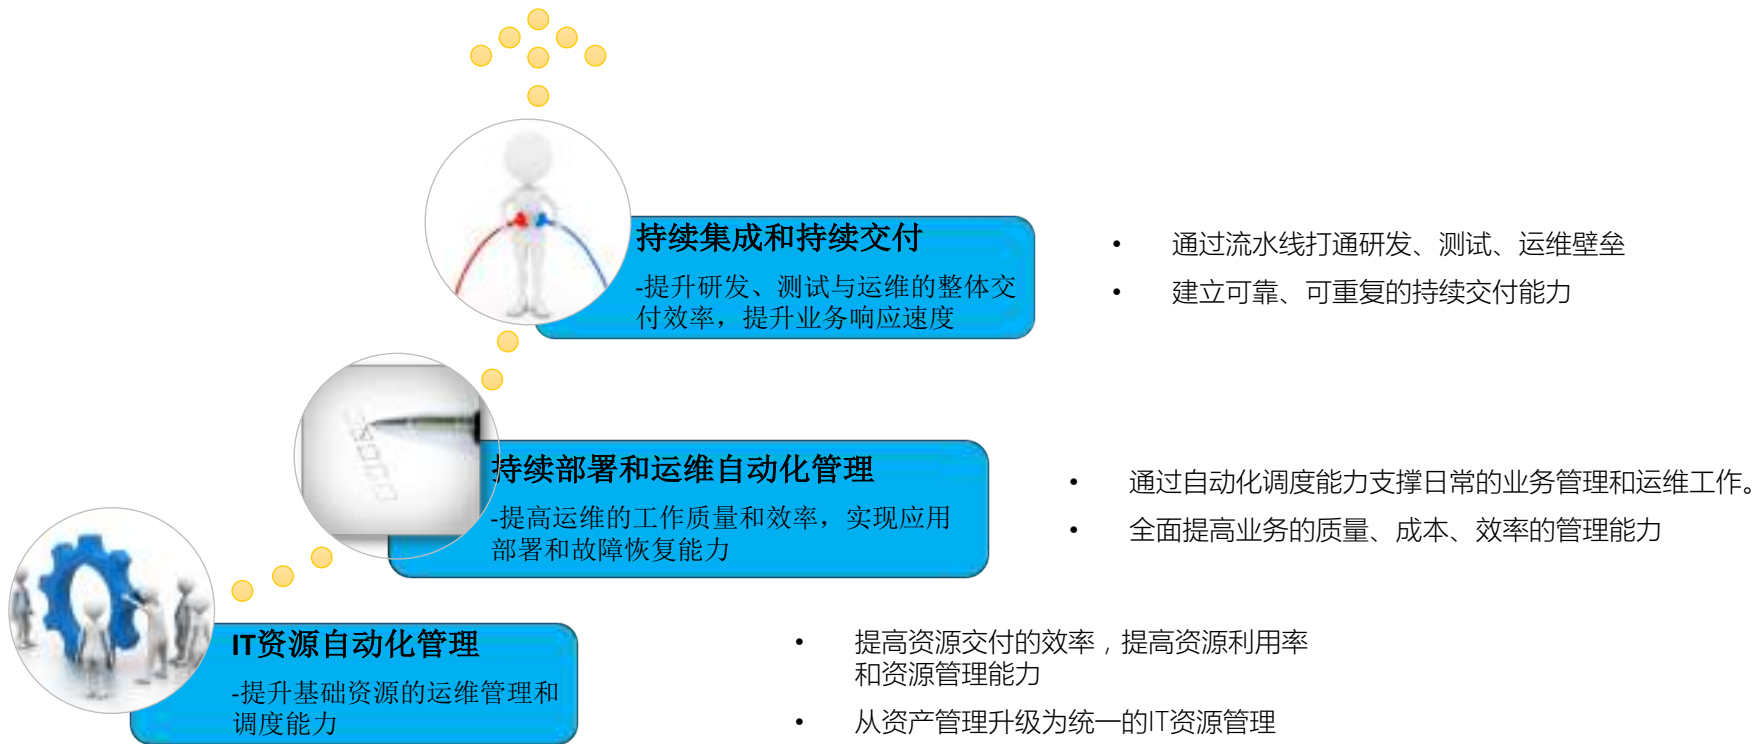 持续集成和持续交付
-提升研发、测试与运维的整体交
付效率，提升业务响应速度
• 通过流水线打通研发、测试、运维壁垒
• 建立可靠、可重复的持续交付能力
持续部署和运维自动化管理
-提高运维的工作质量和效率，实现应用
部署和故障恢复能力
• 通过自动化调度能力支撑日常的业务管理和运维工作。
• 全面提高业务的质量、成本、效率的管理能力
IT资源自动化管理
-提升基础资源的运维管理和
调度能力
• 提高资源交付的效率，提高资源利用率
和资源管理能力
• 从资产管理升级为统一的IT资源管理